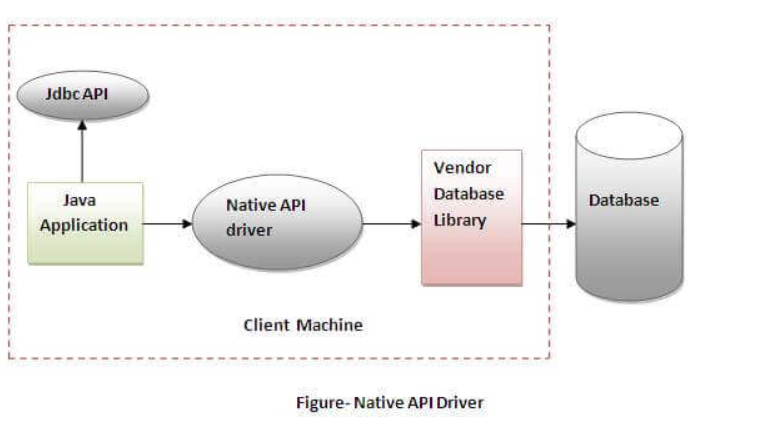 Jdbc API
Java
Application
Native API
driver
Vendor
Database
Library
Database
Client Machine
Figure- Native API Driver